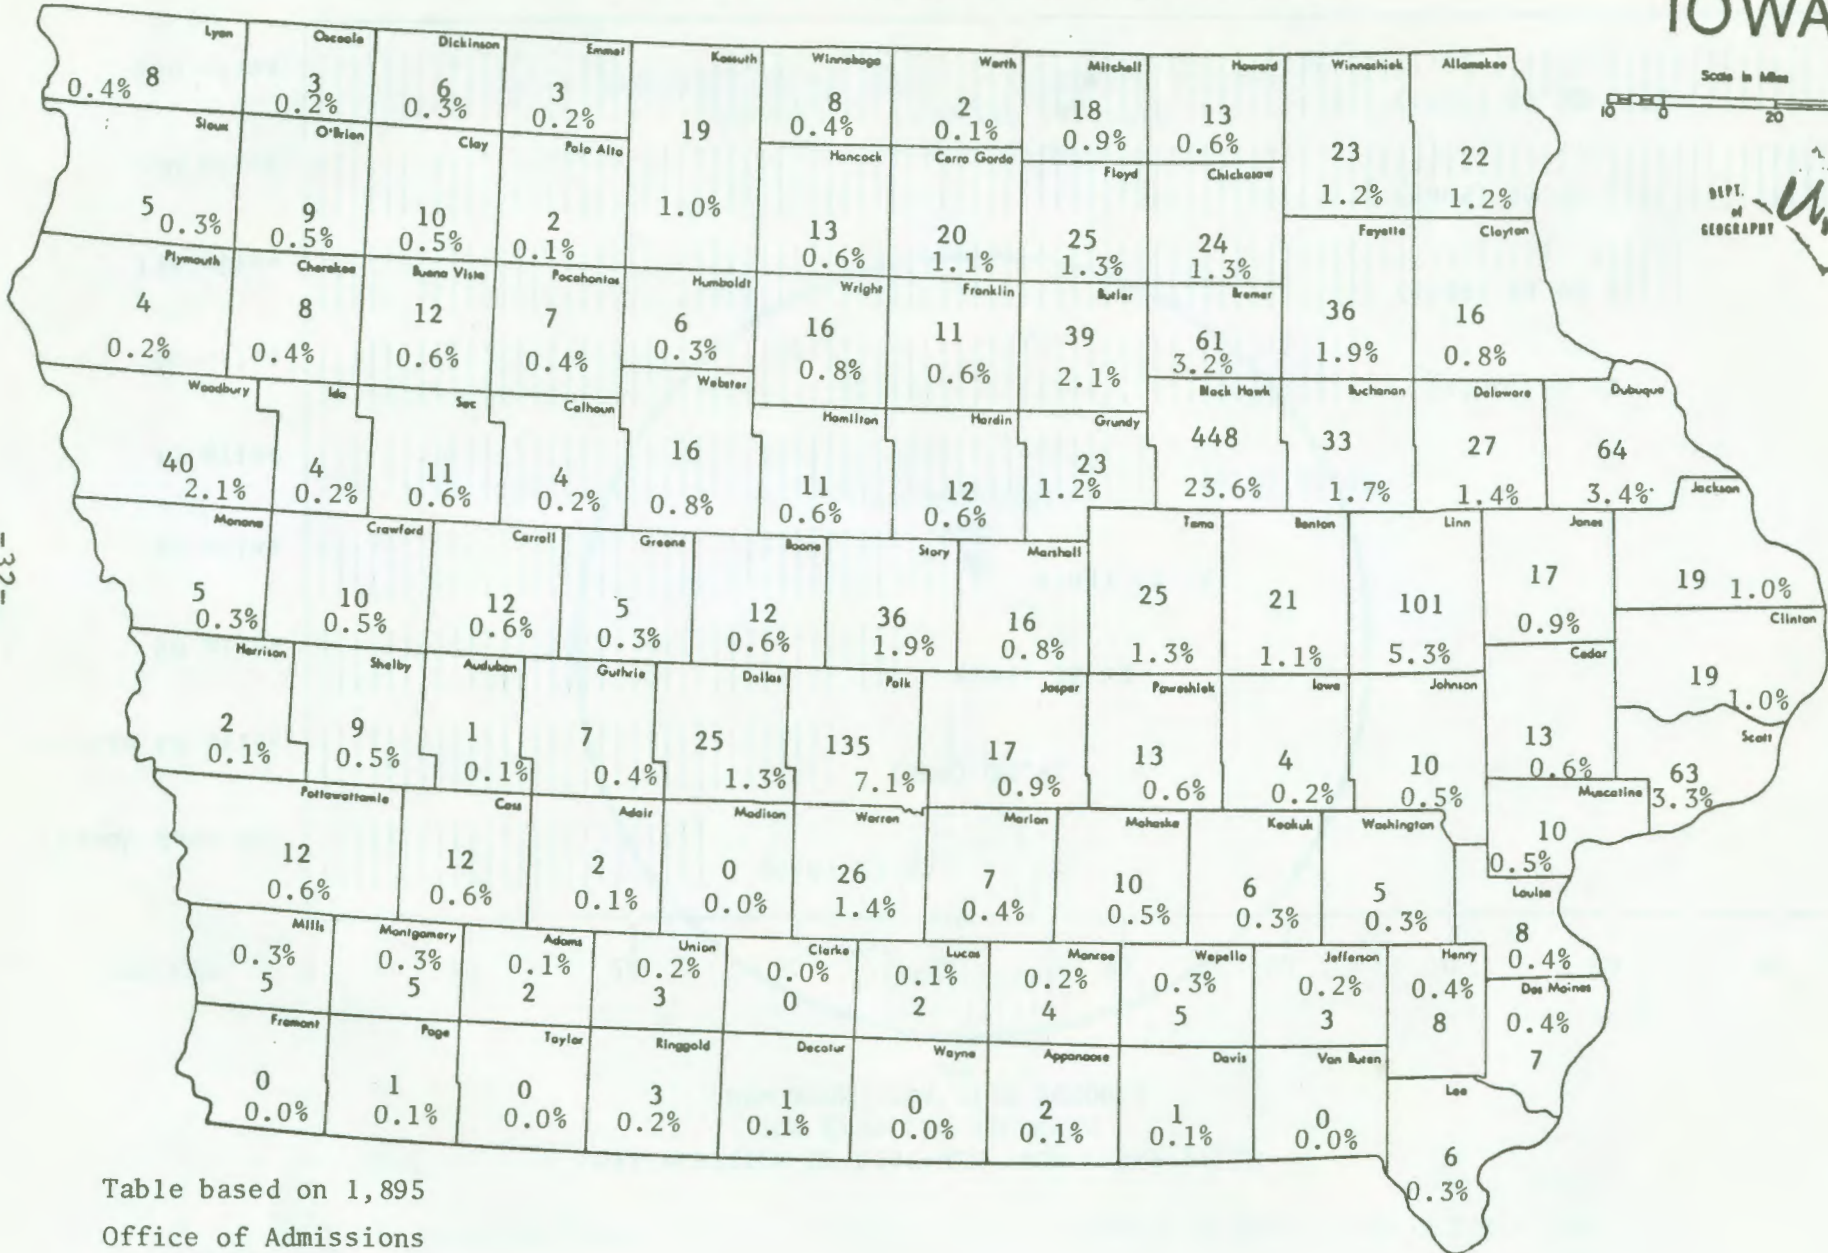 IOWA
Scale in Miles
10 0 20
DEPT.
of
GEOGRAPHY
-32-
Lyon 8 0.4%
Osceola 3 0.2%
Dickinson 6 0.3%
Emmet 3 0.2%
Kossuth 19 1.0%
Winnebago 8 0.4%
Worth 2 0.1%
Mitchell 18 0.9%
Howard 13 0.6%
Winneshiek 23 1.2%
Allamakee 22 1.2%
Sioux 5 0.3%
O'Brien 9 0.5%
Clay 10 0.5%
Palo Alto 2 0.1%
Hancock 13 0.6%
Cerro Gordo 20 1.1%
Floyd 25 1.3%
Chickasaw 24 1.3%
Fayette 36 1.9%
Clayton 16 0.8%
Plymouth 4 0.2%
Cherokee 8 0.4%
Buena Vista 12 0.6%
Pocahontas 7 0.4%
Humboldt 6 0.3%
Wright 16 0.8%
Franklin 11 0.6%
Butler 39 2.1%
Bremer 61 3.2%
Woodbury 40 2.1%
Ida 4 0.2%
Sac 11 0.6%
Calhoun 4 0.2%
Webster 16 0.8%
Hamilton 11 0.6%
Hardin 12 0.6%
Grundy 23 1.2%
Black Hawk 448 23.6%
Buchanan 33 1.7%
Delaware 27 1.4%
Dubuque 64 3.4%
Monona 5 0.3%
Crawford 10 0.5%
Carroll 12 0.6%
Greene 5 0.3%
Boone 12 0.6%
Story 36 1.9%
Marshall 16 0.8%
Tama 25 1.3%
Benton 21 1.1%
Linn 101 5.3%
Jones 17 0.9%
Jackson 19 1.0%
Clinton 19 1.0%
Harrison 2 0.1%
Shelby 9 0.5%
Audubon 1 0.1%
Guthrie 7 0.4%
Dallas 25 1.3%
Polk 135 7.1%
Jasper 17 0.9%
Poweshiek 13 0.6%
Iowa 4 0.2%
Johnson 10 0.5%
Cedar 13 0.6%
Scott 63 3.3%
Muscatine 10 0.5%
Pottawattamie 12 0.6%
Cass 12 0.6%
Adair 2 0.1%
Madison 0 0.0%
Warren 26 1.4%
Marion 7 0.4%
Mahaska 10 0.5%
Keokuk 6 0.3%
Washington 5 0.3%
Louisa 8 0.4%
Mills 0.3% 5
Montgomery 0.3% 5
Adams 0.1% 2
Union 0.2% 3
Clarke 0.0% 0
Lucas 0.1% 2
Monroe 0.2% 4
Wapello 0.3% 5
Jefferson 0.2% 3
Henry 0.4% 8
Des Moines 0.4% 7
Fremont 0 0.0%
Page 1 0.1%
Taylor 0 0.0%
Ringgold 3 0.2%
Decatur 1 0.1%
Wayne 0 0.0%
Appanoose 2 0.1%
Davis 1 0.1%
Van Buren 0 0.0%
Lee 6 0.3%
Table based on 1,895
Office of Admissions